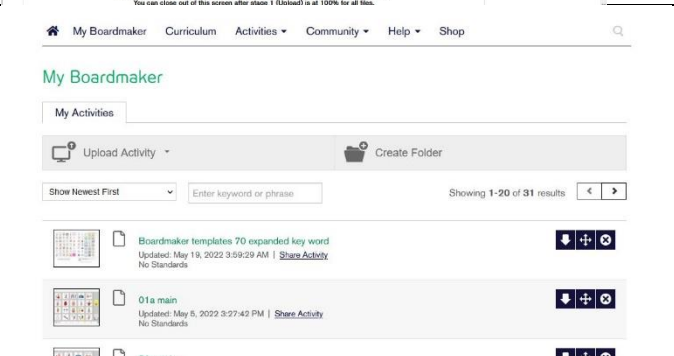 You can close out of this screen after stage 1 (Upload) is at 100% for all files.
My Boardmaker Curriculum Activities Community Help Shop
My Boardmaker
My Activities
Upload Activity Create Folder
Show Newest First Enter keyword or phrase Showing 1-20 of 31 results
Boardmaker templates 70 expanded key word
Updated: May 19, 2022 3:59:29 AM | Share Activity
No Standards
01a main
Updated: May 5, 2022 3:27:42 PM | Share Activity
No Standards